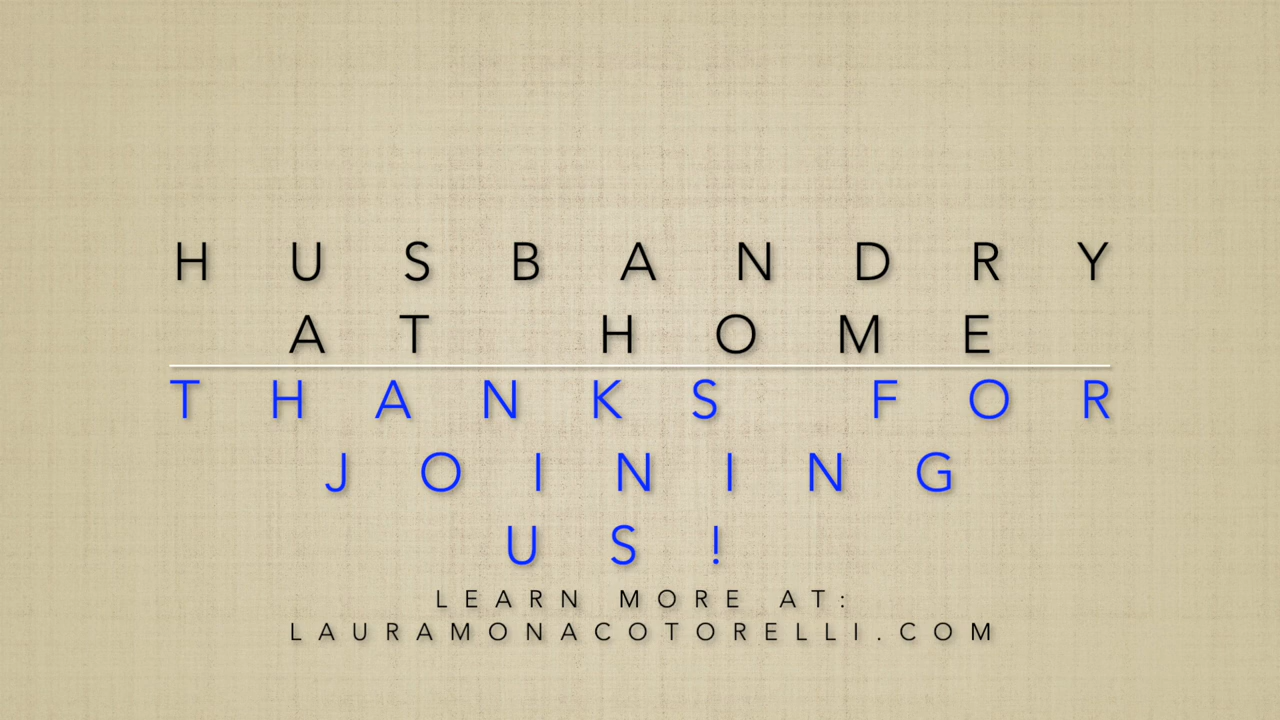 HUSBANDRY
AT HOME
THANKS FOR
JOINING
US!
LEARN MORE AT:
LAURAMONACOTORELLI.COM